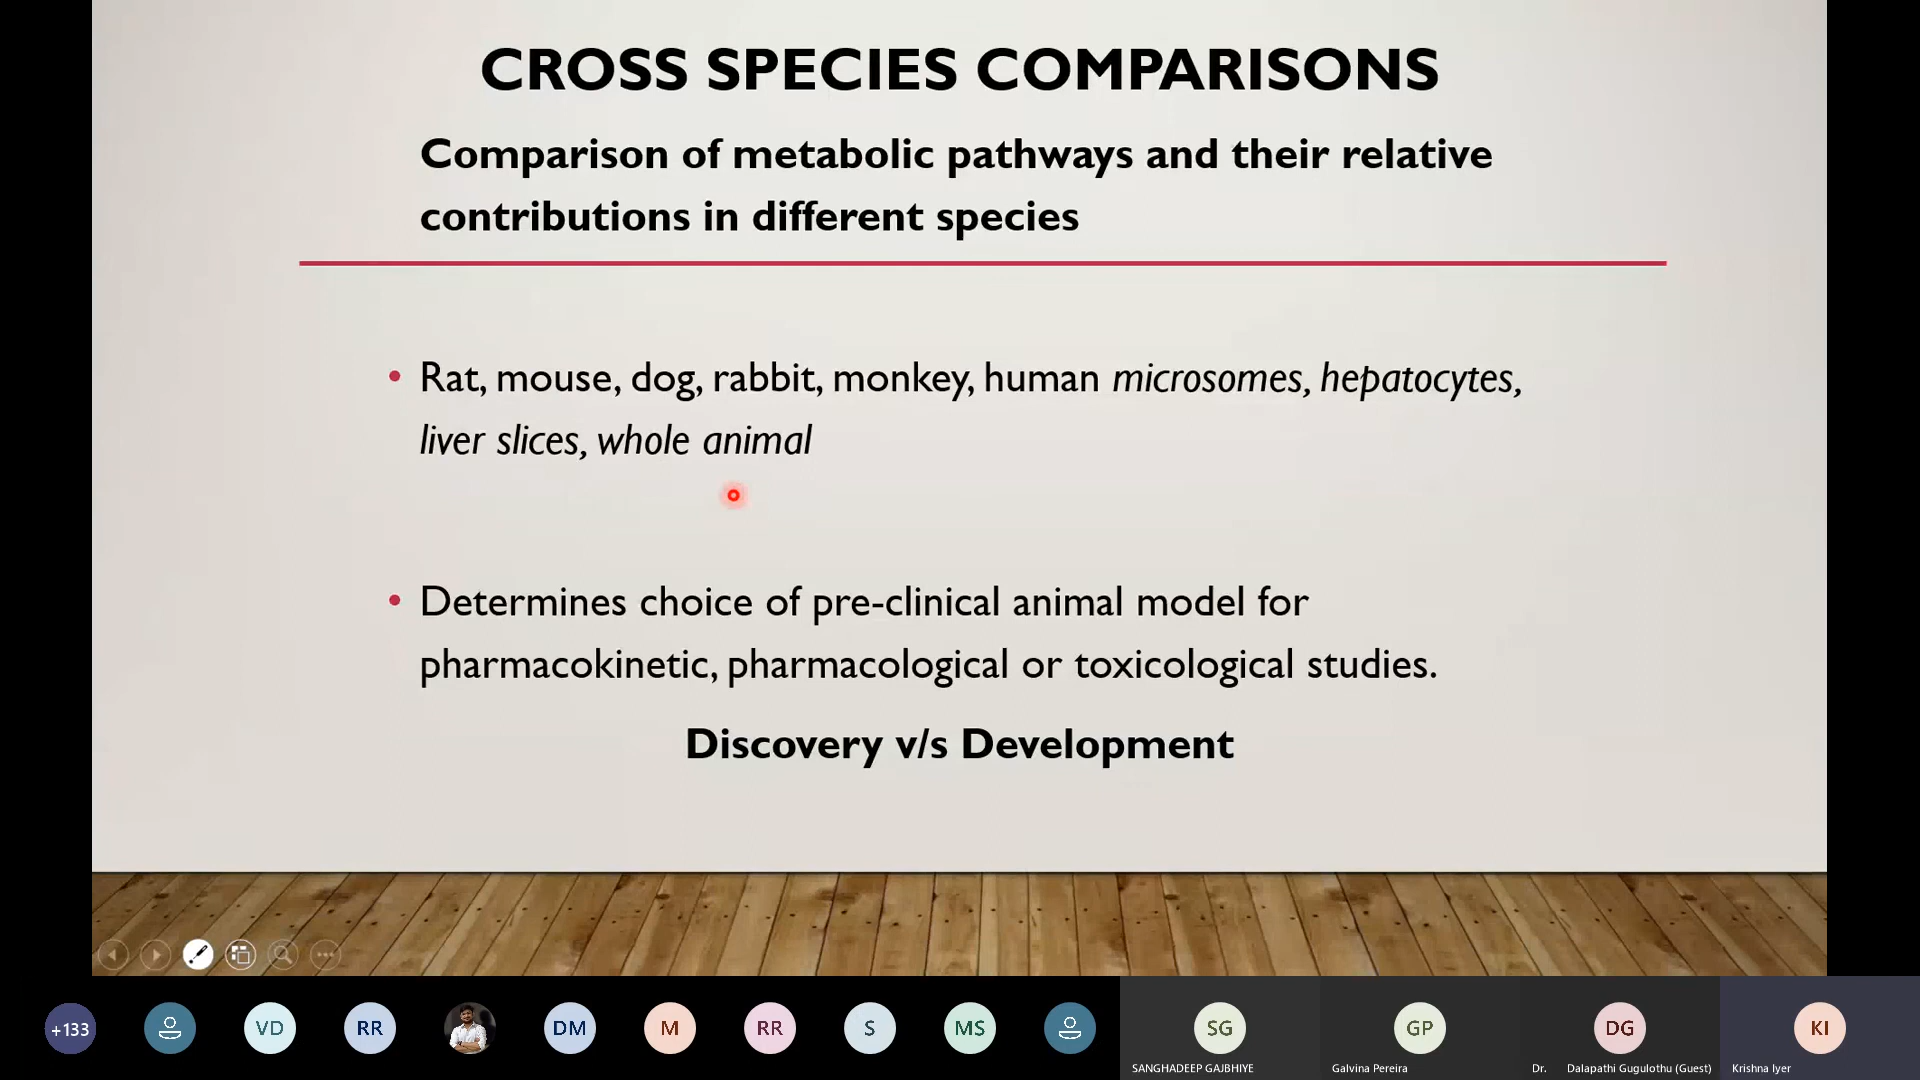 CROSS SPECIES COMPARISONS
Comparison of metabolic pathways and their relative
contributions in different species
• Rat, mouse, dog, rabbit, monkey, human microsomes, hepatocytes,
liver slices, whole animal
• Determines choice of pre-clinical animal model for
pharmacokinetic, pharmacological or toxicological studies.
Discovery v/s Development
+133
VD
RR
DM
M
RR
S
MS
SG
GP
DG
KI
SANGHADEEP GAJBHIYE
Galvina Pereira
Dr. Dalapathi Gugulothu (Guest)
Krishna Iyer